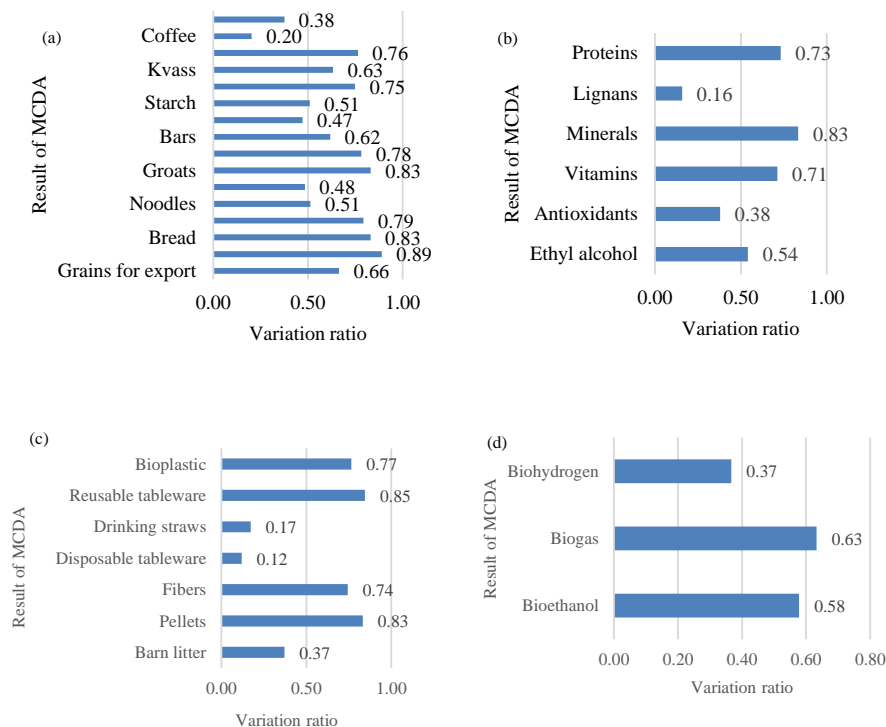 (a)
Result of MCDA
0.38
Coffee 0.20
0.76
Kvass 0.63
0.75
Starch 0.51
0.47
Bars 0.62
0.78
Groats 0.83
0.48
Noodles 0.51
0.79
Bread 0.83
0.89
Grains for export 0.66
0.00 0.50 1.00
Variation ratio
(b)
Result of MCDA
Proteins 0.73
Lignans 0.16
Minerals 0.83
Vitamins 0.71
Antioxidants 0.38
Ethyl alcohol 0.54
0.00 0.50 1.00
Variation ratio
(c)
Result of MCDA
Bioplastic 0.77
Reusable tableware 0.85
Drinking straws 0.17
Disposable tableware 0.12
Fibers 0.74
Pellets 0.83
Barn litter 0.37
0.00 0.50 1.00
Variation ratio
(d)
Result of MCDA
Biohydrogen 0.37
Biogas 0.63
Bioethanol 0.58
0.00 0.20 0.40 0.60 0.80
Variation ratio